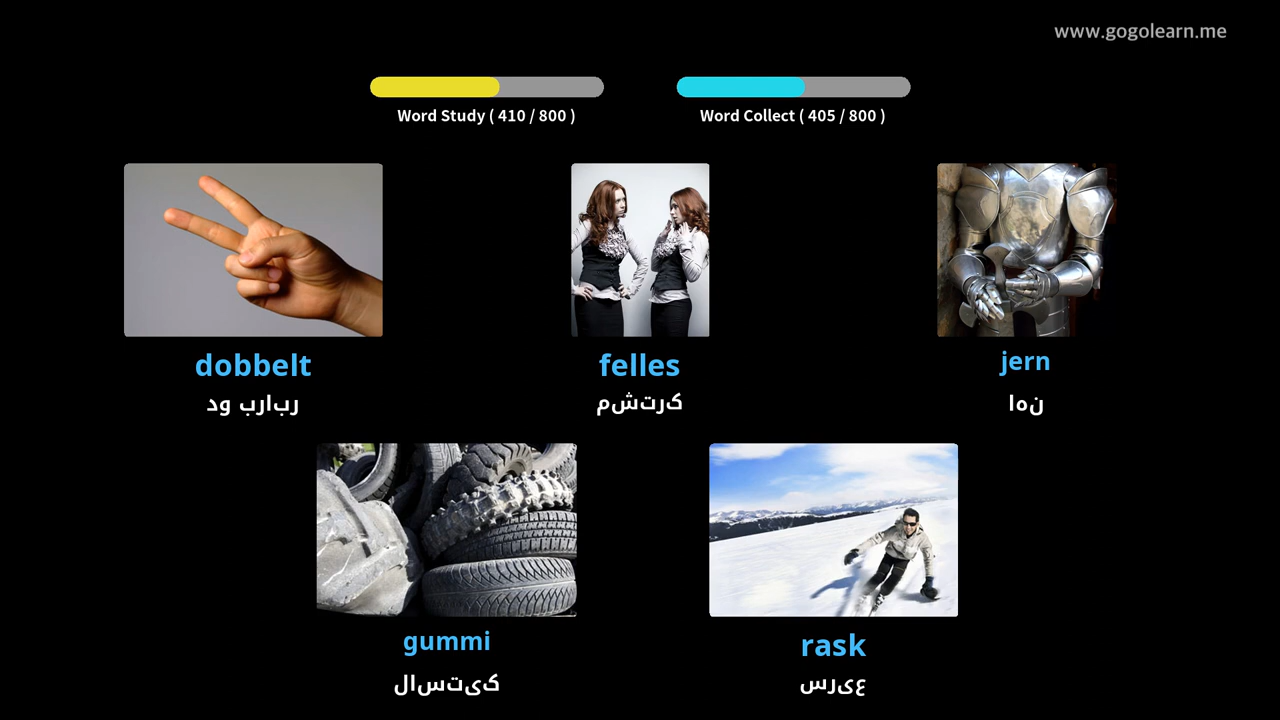 www.gogolearn.me
Word Study ( 410 / 800 )
Word Collect ( 405 / 800 )
dobbelt
دو برابر
felles
مشترک
jern
اهن
gummi
لاستیک
rask
سریع